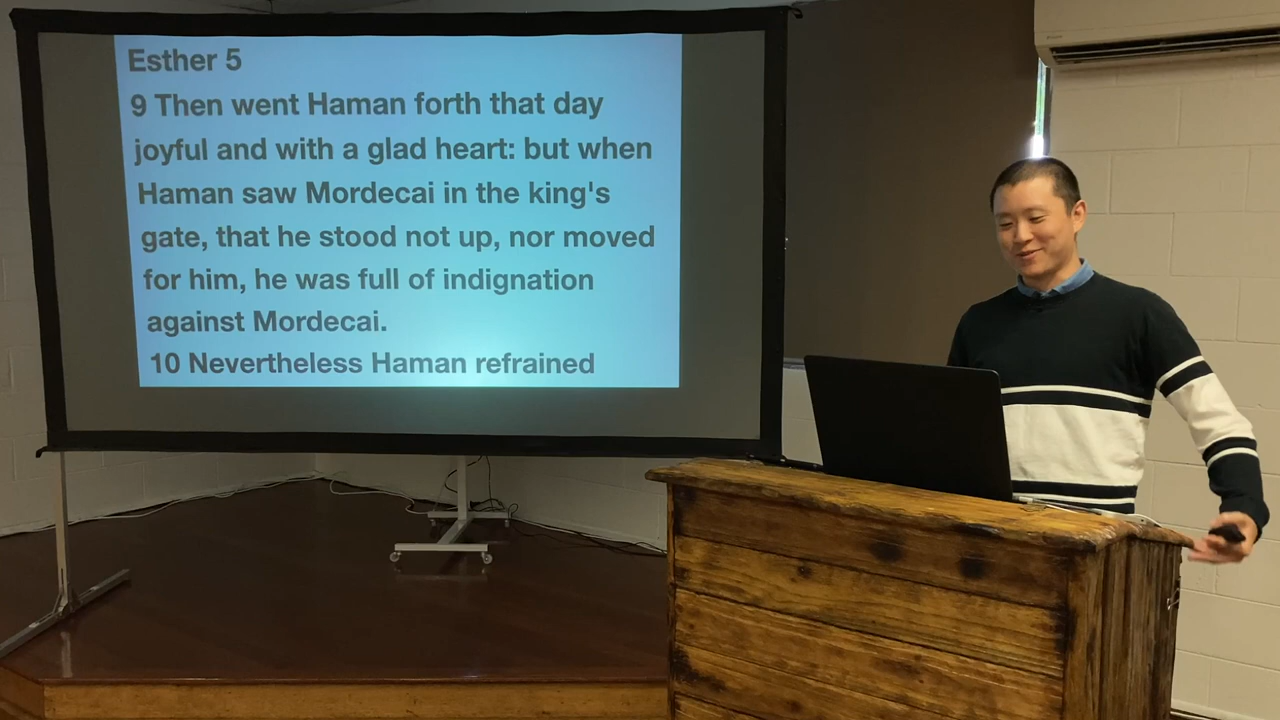 Esther 5
9 Then went Haman forth that day
joyful and with a glad heart: but when
Haman saw Mordecai in the king's
gate, that he stood not up, nor moved
for him, he was full of indignation
against Mordecai.
10 Nevertheless Haman refrained